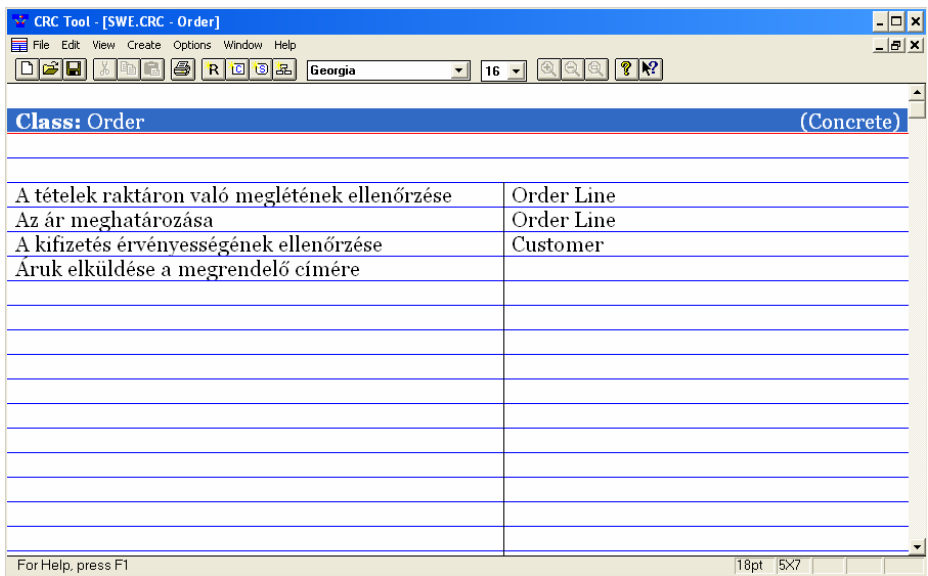 CRC Tool - [SWE.CRC - Order]
File Edit View Create Options Window Help
R C S Georgia 16
Class: Order (Concrete)
A tételek raktáron való meglétének ellenőrzése Order Line
Az ár meghatározása Order Line
A kifizetés érvényességének ellenőrzése Customer
Áruk elküldése a megrendelő címére
For Help, press F1 18pt 5X7